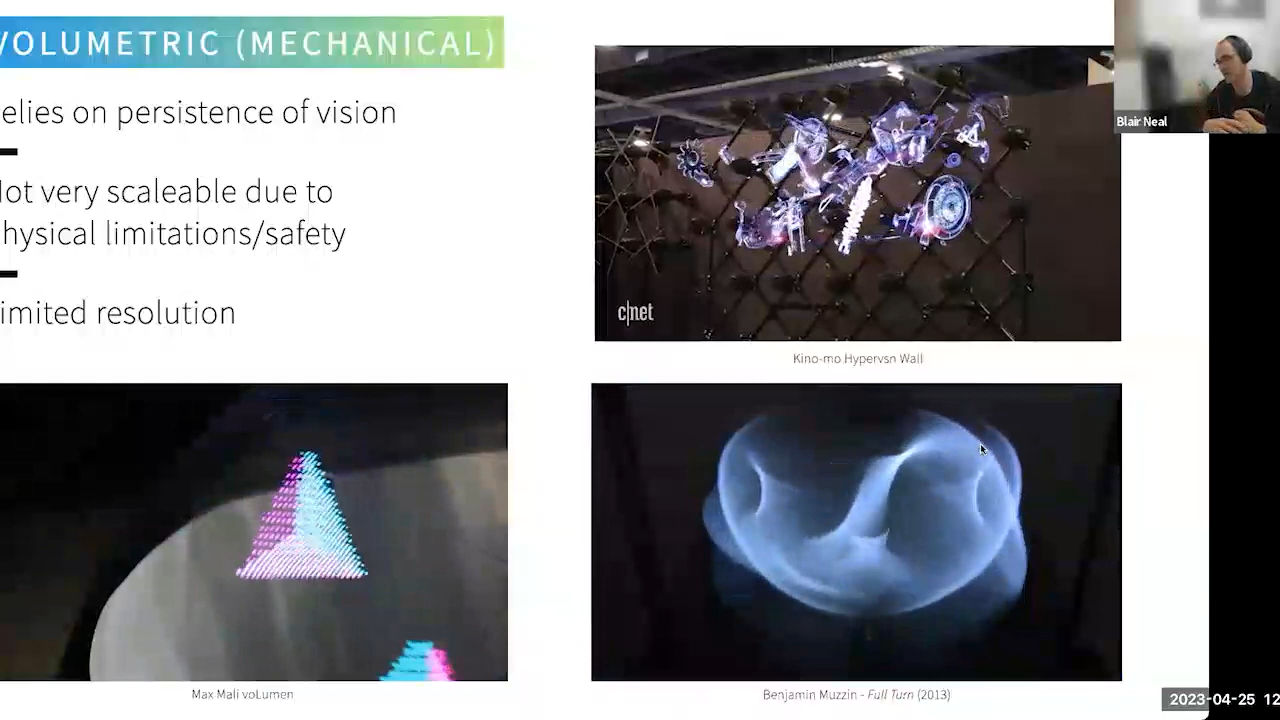 VOLUMETRIC (MECHANICAL)
elies on persistence of vision
lot very scaleable due to
hysical limitations/safety
imited resolution
c|net
Kino-mo Hypervsn Wall
Blair Neal
Max Mali voLumen
Benjamin Muzzin - Full Turn (2013)
2023-04-25 12